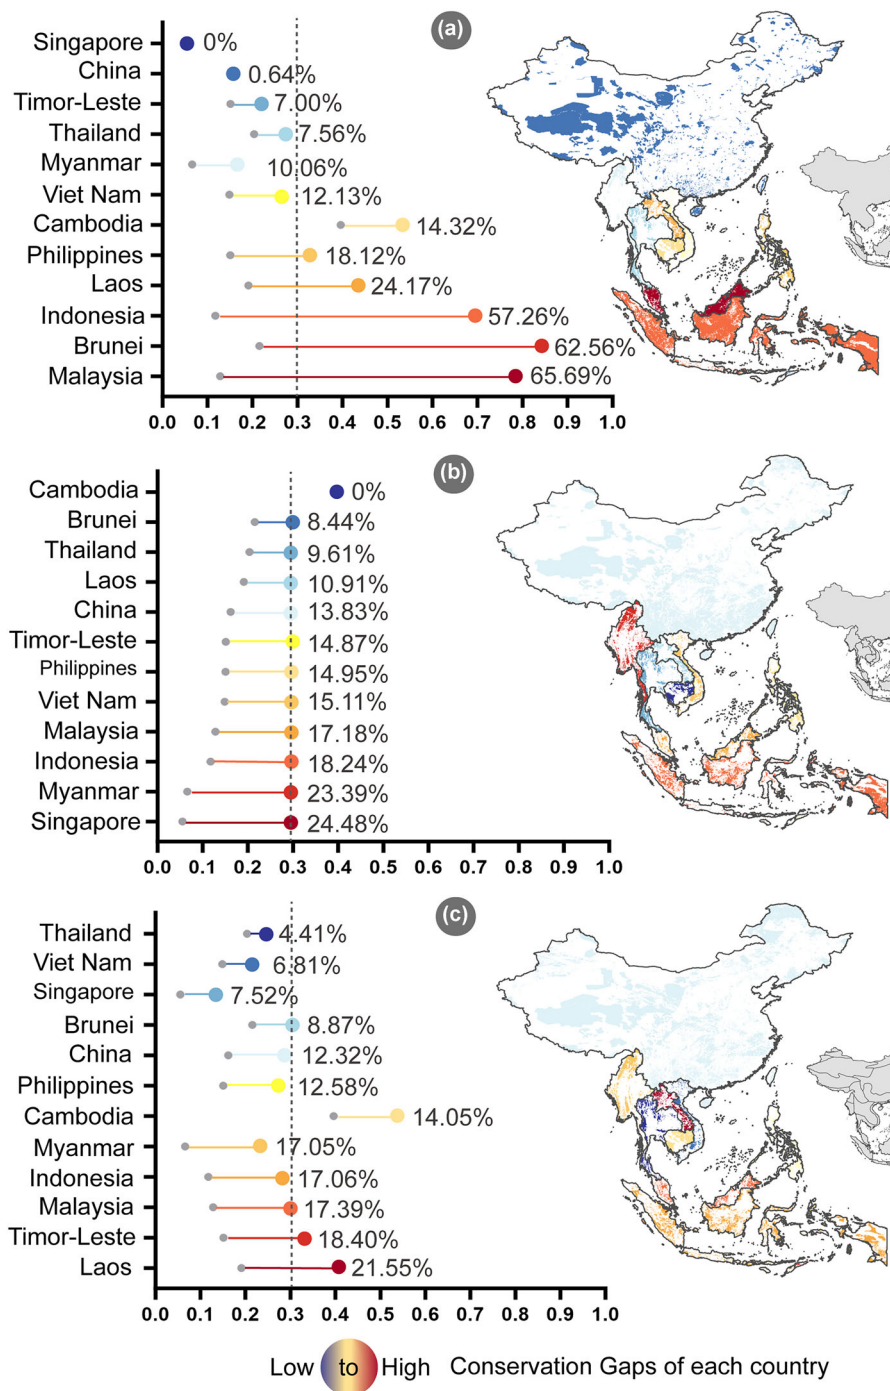 (a)
Singapore 0%
China 0.64%
Timor-Leste 7.00%
Thailand 7.56%
Myanmar 10.06%
Viet Nam 12.13%
Cambodia 14.32%
Philippines 18.12%
Laos 24.17%
Indonesia 57.26%
Brunei 62.56%
Malaysia 65.69%
0.0 0.1 0.2 0.3 0.4 0.5 0.6 0.7 0.8 0.9 1.0
(b)
Cambodia 0%
Brunei 8.44%
Thailand 9.61%
Laos 10.91%
China 13.83%
Timor-Leste 14.87%
Philippines 14.95%
Viet Nam 15.11%
Malaysia 17.18%
Indonesia 18.24%
Myanmar 23.39%
Singapore 24.48%
0.0 0.1 0.2 0.3 0.4 0.5 0.6 0.7 0.8 0.9 1.0
(c)
Thailand 4.41%
Viet Nam 6.81%
Singapore 7.52%
Brunei 8.87%
China 12.32%
Philippines 12.58%
Cambodia 14.05%
Myanmar 17.05%
Indonesia 17.06%
Malaysia 17.39%
Timor-Leste 18.40%
Laos 21.55%
0.0 0.1 0.2 0.3 0.4 0.5 0.6 0.7 0.8 0.9 1.0
Low to High Conservation Gaps of each country